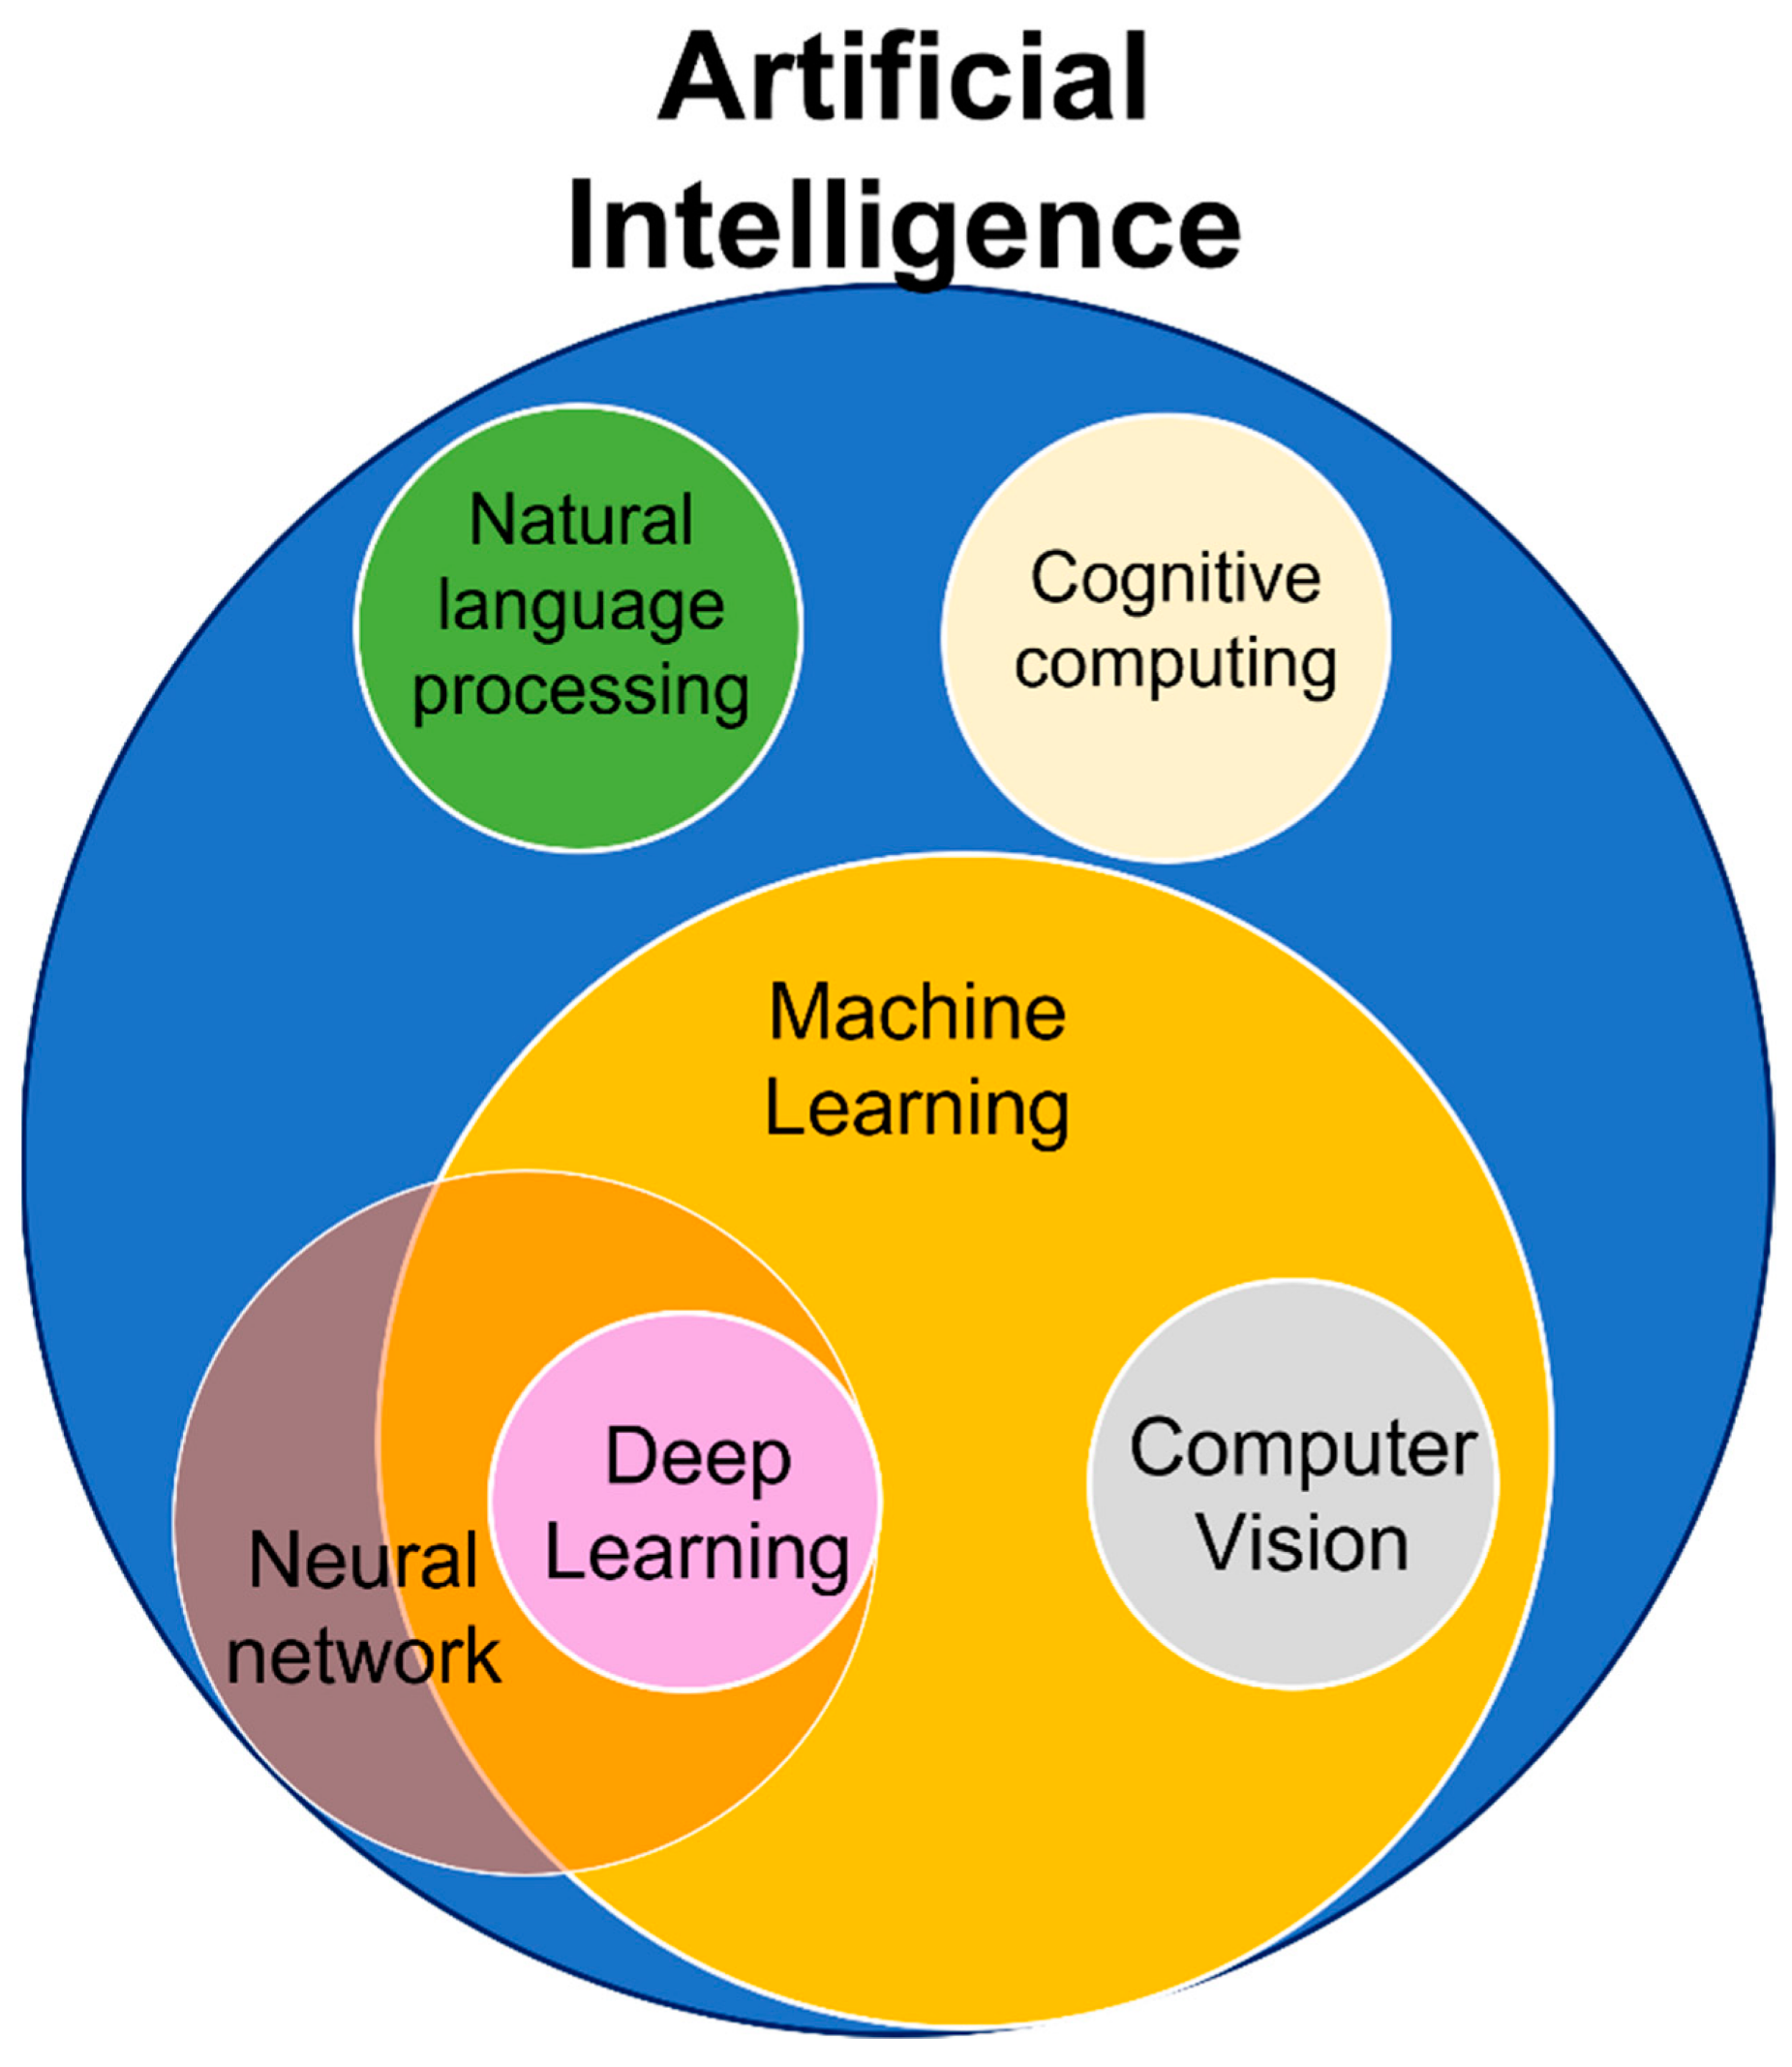 Artificial
Intelligence
Natural
language
processing
Cognitive
computing
Machine
Learning
Deep
Learning
Computer
Vision
Neural
network